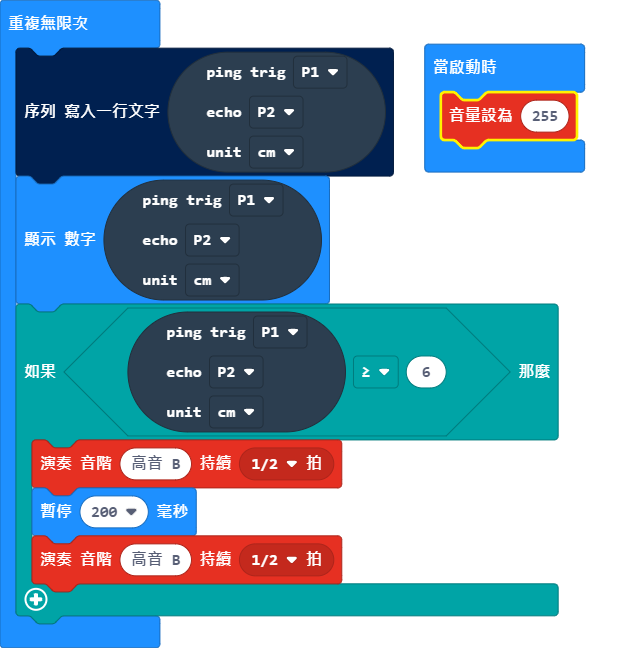 重複無限次
序列 寫入一行文字 ping trig P1
echo P2
unit cm
顯示 數字 ping trig P1
echo P2
unit cm
如果 ping trig P1
echo P2
unit cm
≥ 6 那麼
演奏 音階 高音 B 持續 1/2 拍
暫停 200 毫秒
演奏 音階 高音 B 持續 1/2 拍
當啟動時
音量設為 255